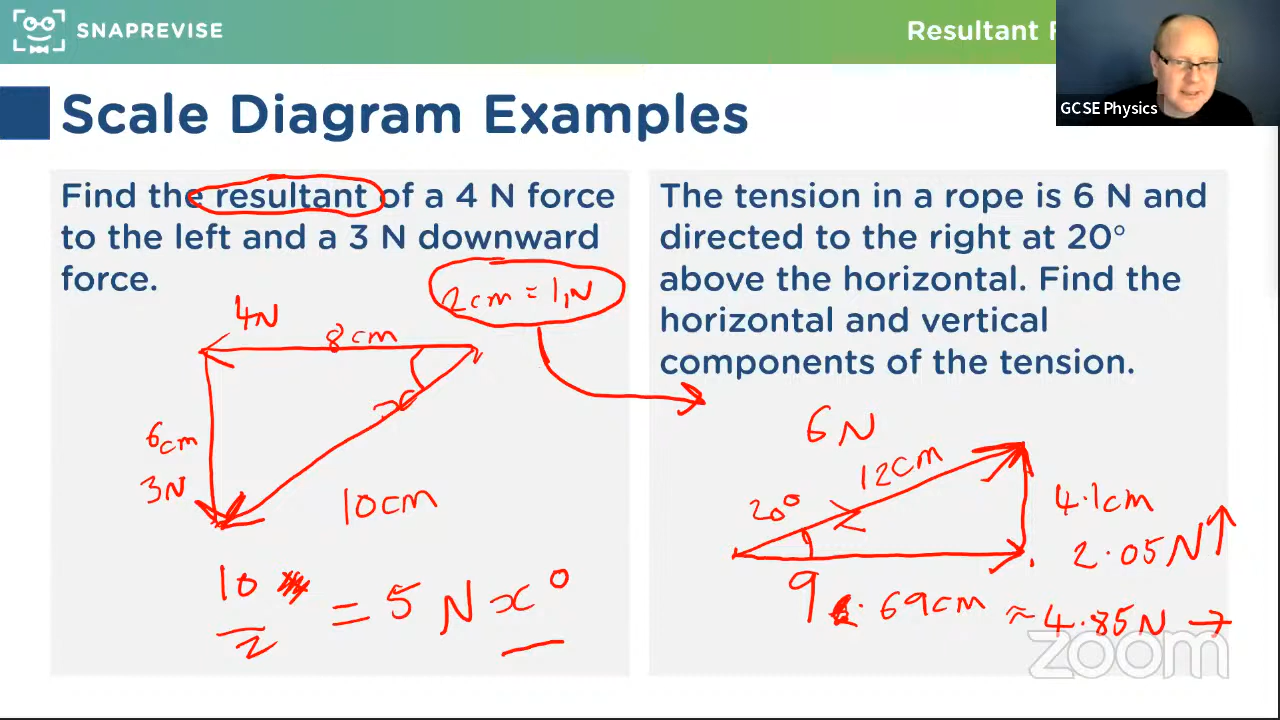 SNAPREVISE
Resultant F
GCSE Physics
Scale Diagram Examples
Find the resultant of a 4 N force
to the left and a 3 N downward
force.
2cm = 1N
4N
8cm
6cm
3N
x
10cm
10
2
= 5 N x°
The tension in a rope is 6 N and
directed to the right at 20°
above the horizontal. Find the
horizontal and vertical
components of the tension.
6N
12cm
20°
4.1cm
2.05N ↑
9.69cm ≈ 4.85N →
zoom